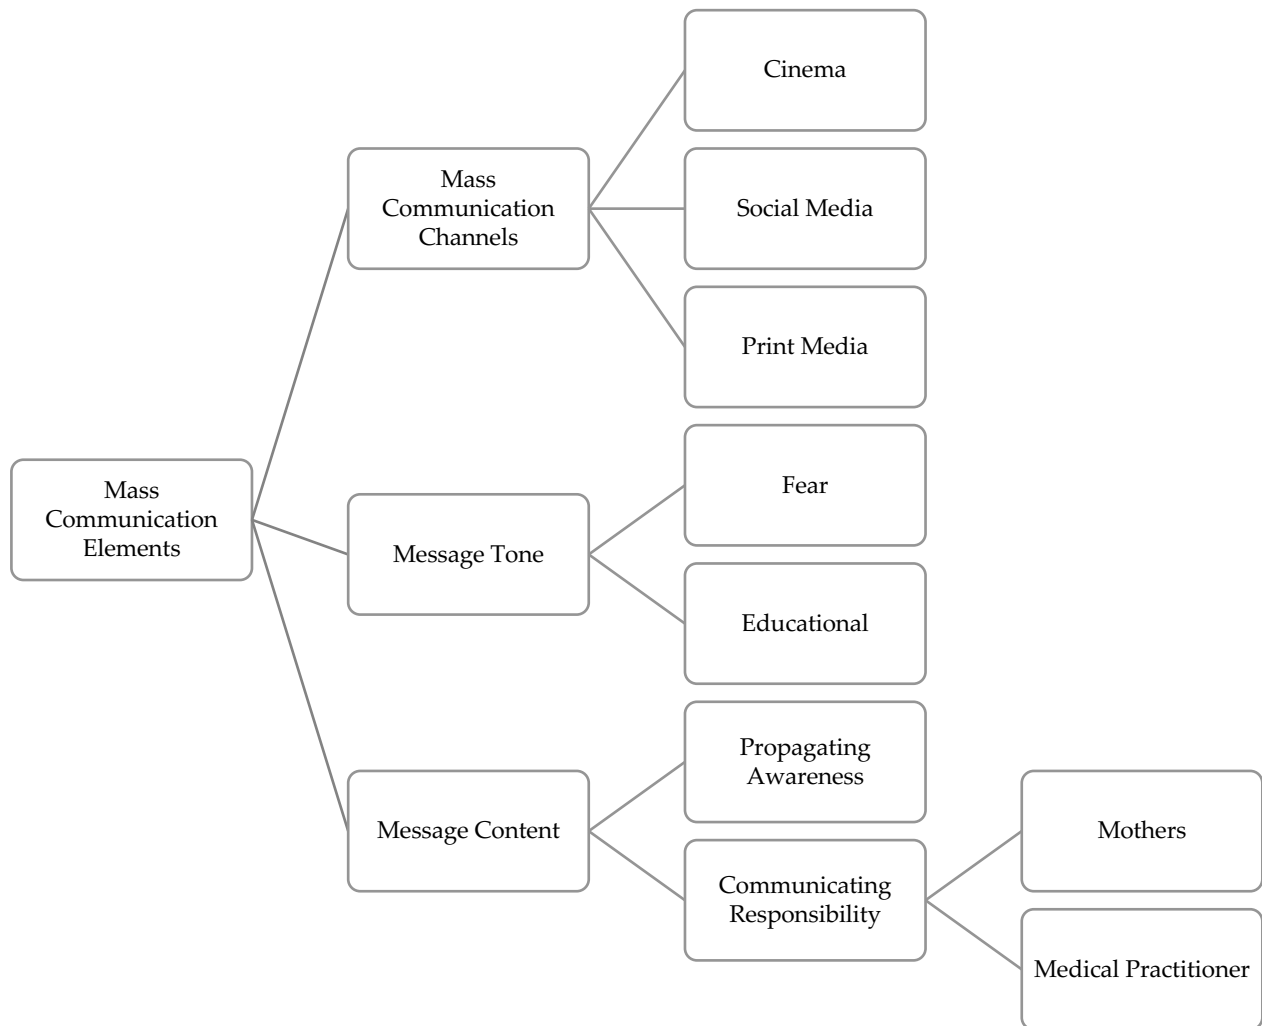 Cinema
Mass
Communication
Channels
Social Media
Print Media
Mass
Communication
Elements
Message Tone
Fear
Educational
Message Content
Propagating
Awareness
Communicating
Responsibility
Mothers
Medical Practitioner